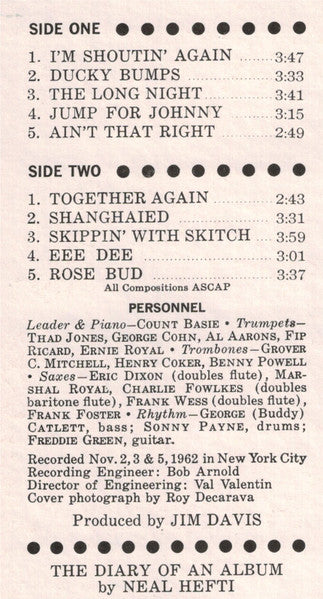 SIDE ONE
1. I'M SHOUTIN' AGAIN 3:47
2. DUCKY BUMPS 3:33
3. THE LONG NIGHT 3:41
4. JUMP FOR JOHNNY 3:15
5. AIN'T THAT RIGHT 2:49
SIDE TWO
1. TOGETHER AGAIN 2:43
2. SHANGHAIED 3:31
3. SKIPPIN' WITH SKITCH 3:59
4. EEE DEE 3:01
5. ROSE BUD 3:37
All Compositions ASCAP
PERSONNEL
Leader & Piano—COUNT BASIE • Trumpets—
THAD JONES, GEORGE COHN, AL AARONS, FIP
RICARD, ERNIE ROYAL • Trombones—GROVER
C. MITCHELL, HENRY COKER, BENNY POWELL
• Saxes—ERIC DIXON (doubles flute), MAR-
SHAL ROYAL, CHARLIE FOWLKES (doubles
baritone flute), FRANK WESS (doubles flute),
FRANK FOSTER • Rhythm—GEORGE (Buddy)
CATLETT, bass; SONNY PAYNE, drums;
FREDDIE GREEN, guitar.
Recorded Nov. 2, 3 & 5, 1962 in New York City
Recording Engineer: Bob Arnold
Director of Engineering: Val Valentin
Cover photograph by Roy Decarava
Produced by JIM DAVIS
THE DIARY OF AN ALBUM
by NEAL HEFTI